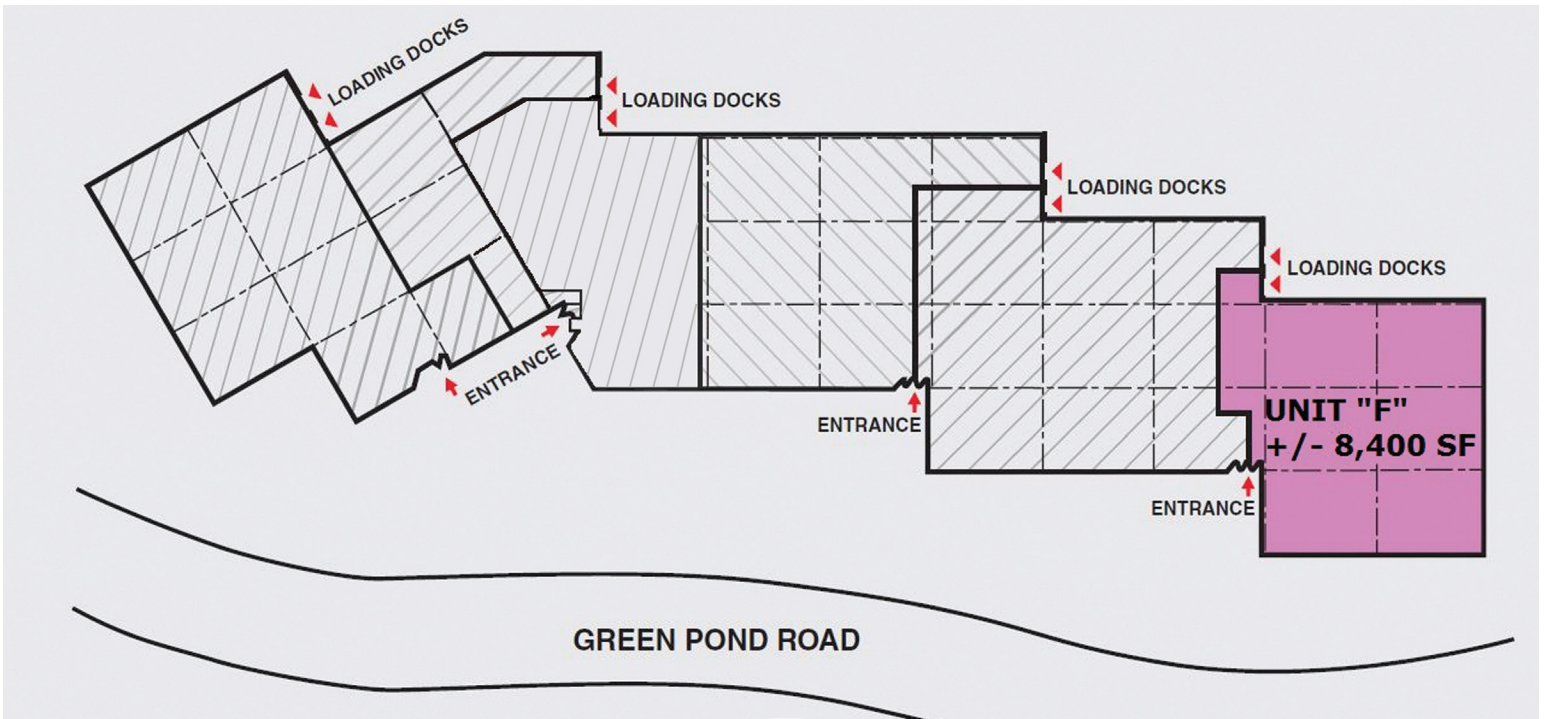 LOADING DOCKS
LOADING DOCKS
LOADING DOCKS
LOADING DOCKS
ENTRANCE
ENTRANCE
UNIT "F"
+/- 8,400 SF
ENTRANCE
GREEN POND ROAD